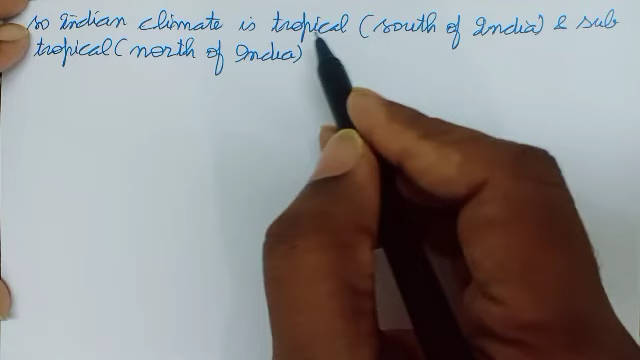 so Indian climate is tropical (south of India) & sub
tropical (north of India)